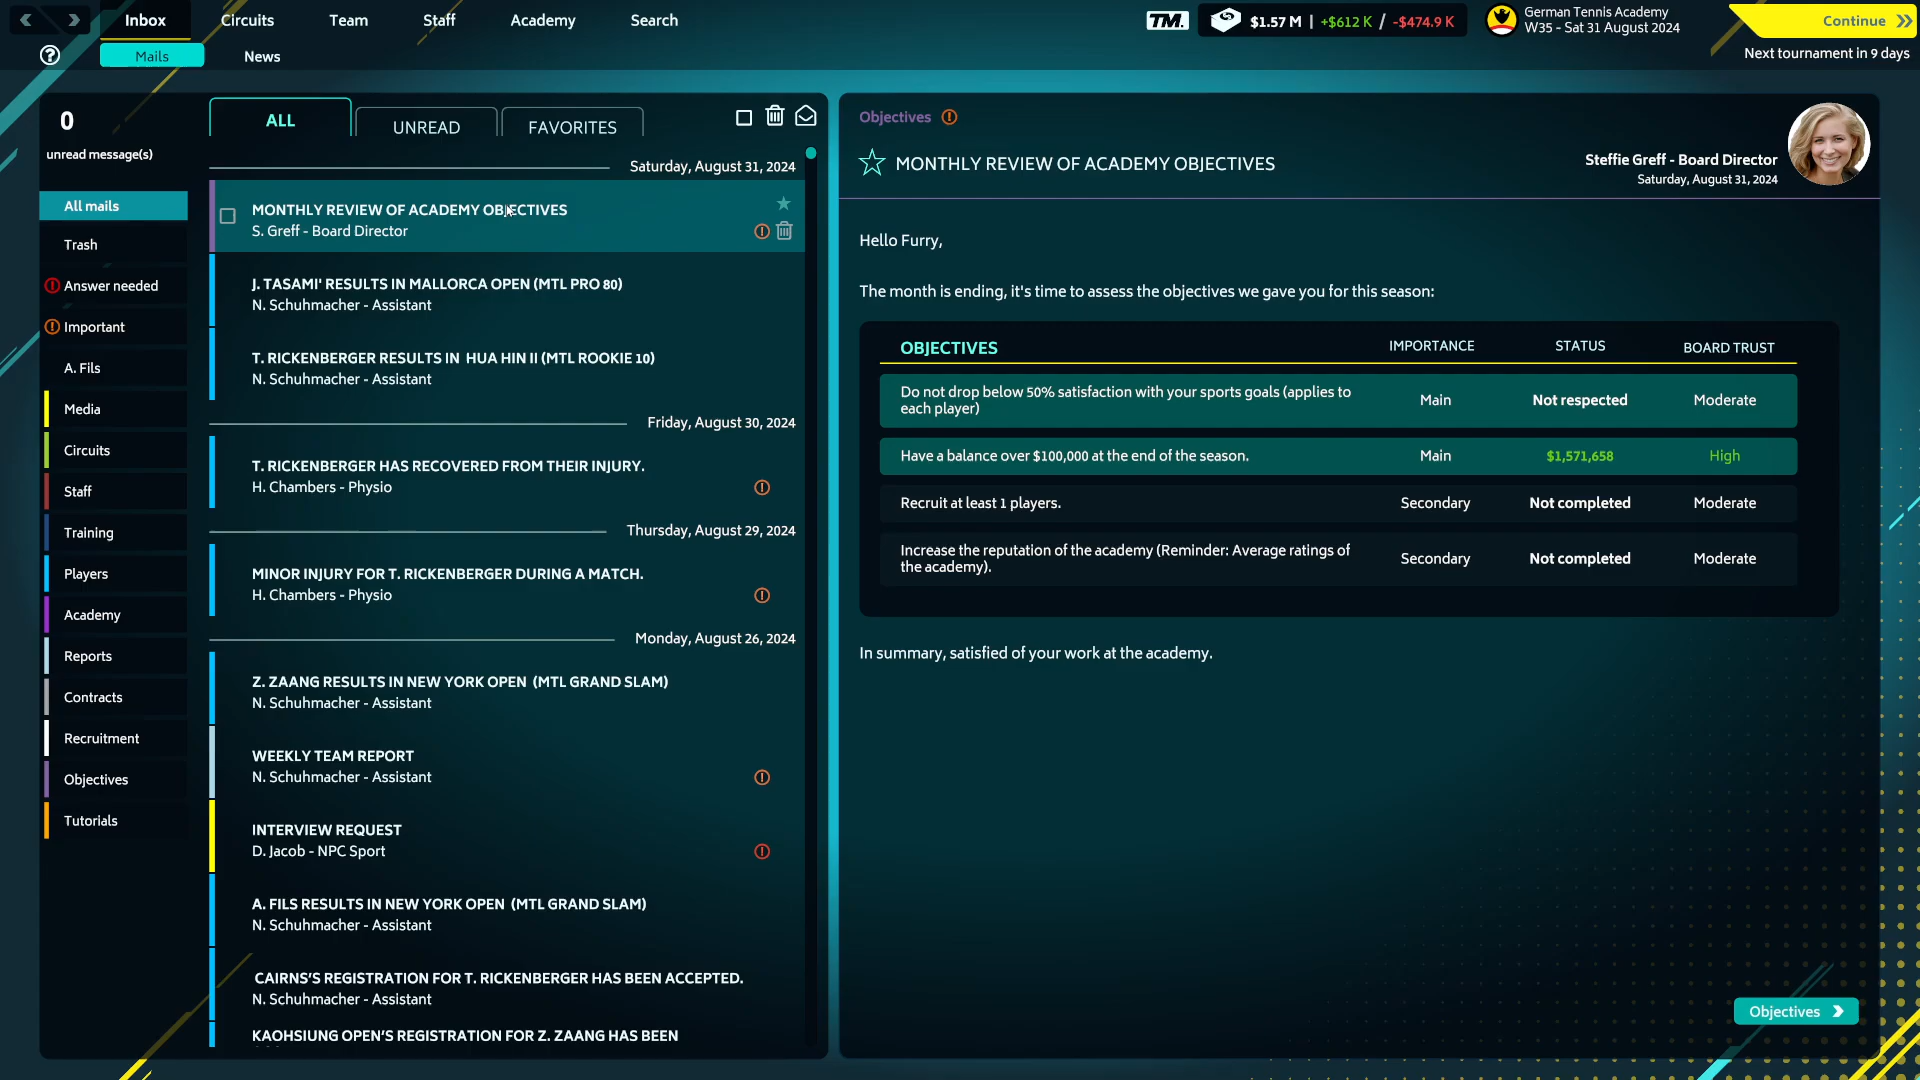 Inbox
Circuits
Team
Staff
Academy
Search
TM.
$1.57 M | +$612 K / -$474.9 K
German Tennis Academy
W35 - Sat 31 August 2024
Continue
Next tournament in 9 days
Mails
News
0
unread message(s)
All mails
Trash
Answer needed
Important
A. Fils
Media
Circuits
Staff
Training
Players
Academy
Reports
Contracts
Recruitment
Objectives
Tutorials
ALL
UNREAD
FAVORITES
Saturday, August 31, 2024
MONTHLY REVIEW OF ACADEMY OBJECTIVES
S. Greff - Board Director
J. TASAMI' RESULTS IN MALLORCA OPEN (MTL PRO 80)
N. Schuhmacher - Assistant
T. RICKENBERGER RESULTS IN HUA HIN II (MTL ROOKIE 10)
N. Schuhmacher - Assistant
Friday, August 30, 2024
T. RICKENBERGER HAS RECOVERED FROM THEIR INJURY.
H. Chambers - Physio
Thursday, August 29, 2024
MINOR INJURY FOR T. RICKENBERGER DURING A MATCH.
H. Chambers - Physio
Monday, August 26, 2024
Z. ZAANG RESULTS IN NEW YORK OPEN (MTL GRAND SLAM)
N. Schuhmacher - Assistant
WEEKLY TEAM REPORT
N. Schuhmacher - Assistant
INTERVIEW REQUEST
D. Jacob - NPC Sport
A. FILS RESULTS IN NEW YORK OPEN (MTL GRAND SLAM)
N. Schuhmacher - Assistant
CAIRNS'S REGISTRATION FOR T. RICKENBERGER HAS BEEN ACCEPTED.
N. Schuhmacher - Assistant
KAOHSIUNG OPEN'S REGISTRATION FOR Z. ZAANG HAS BEEN
Objectives
MONTHLY REVIEW OF ACADEMY OBJECTIVES
Steffie Greff - Board Director
Saturday, August 31, 2024
Hello Furry,
The month is ending, it's time to assess the objectives we gave you for this season:
OBJECTIVES IMPORTANCE STATUS BOARD TRUST
Do not drop below 50% satisfaction with your sports goals (applies to
each player)
Main Not respected Moderate
Have a balance over $100,000 at the end of the season. Main $1,571,658 High
Recruit at least 1 players. Secondary Not completed Moderate
Increase the reputation of the academy (Reminder: Average ratings of
the academy).
Secondary Not completed Moderate
In summary, satisfied of your work at the academy.
Objectives